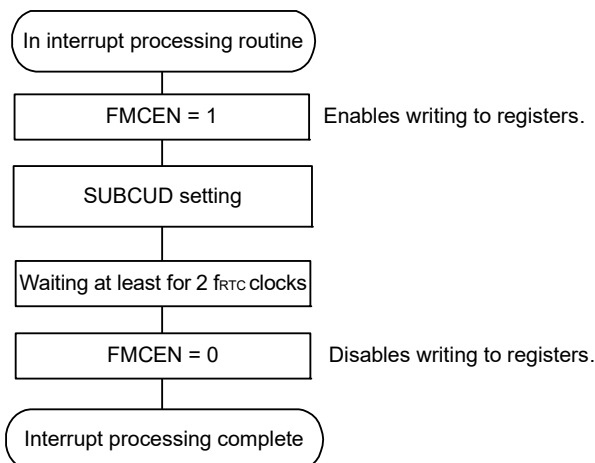 In interrupt processing routine
FMCEN = 1 Enables writing to registers.
SUBCUD setting
Waiting at least for 2 fRTC clocks
FMCEN = 0 Disables writing to registers.
Interrupt processing complete